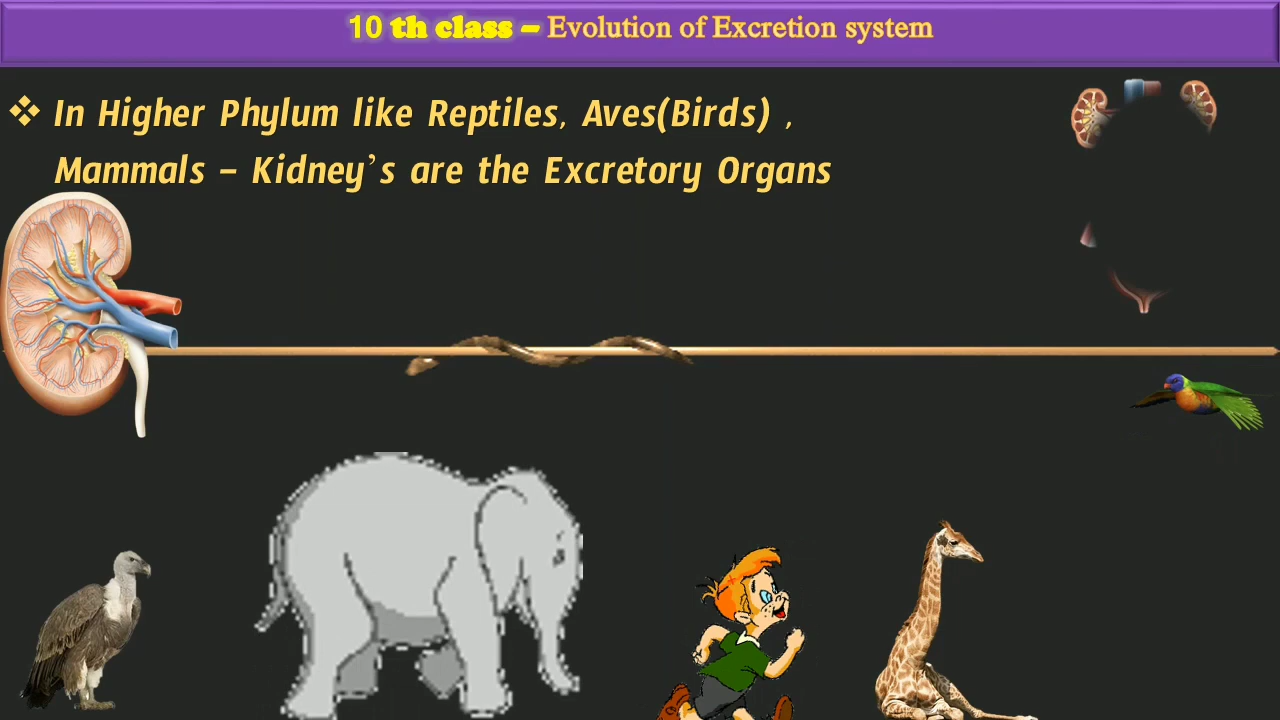 10 th class – Evolution of Excretion system
❖ In Higher Phylum like Reptiles, Aves(Birds) ,
Mammals – Kidney’s are the Excretory Organs